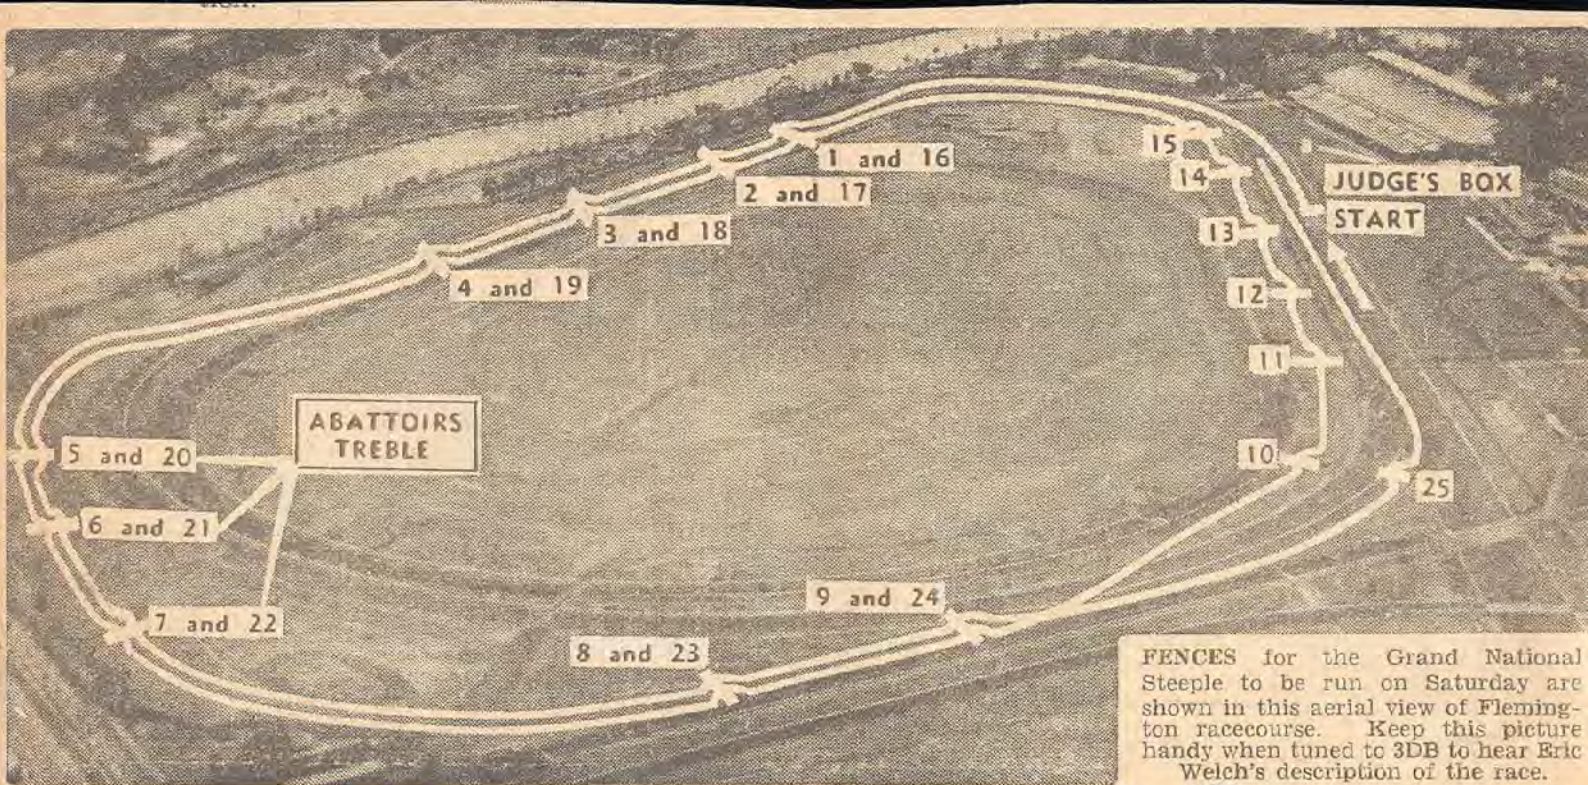 1 and 16
2 and 17
3 and 18
4 and 19
15
14
13
12
11
10
JUDGE'S BOX
START
ABATTOIRS
TREBLE
5 and 20
6 and 21
7 and 22
8 and 23
9 and 24
25
FENCES for the Grand National
Steeple to be run on Saturday are
shown in this aerial view of Fleming-
ton racecourse. Keep this picture
handy when tuned to 3DB to hear Eric
Welch's description of the race.